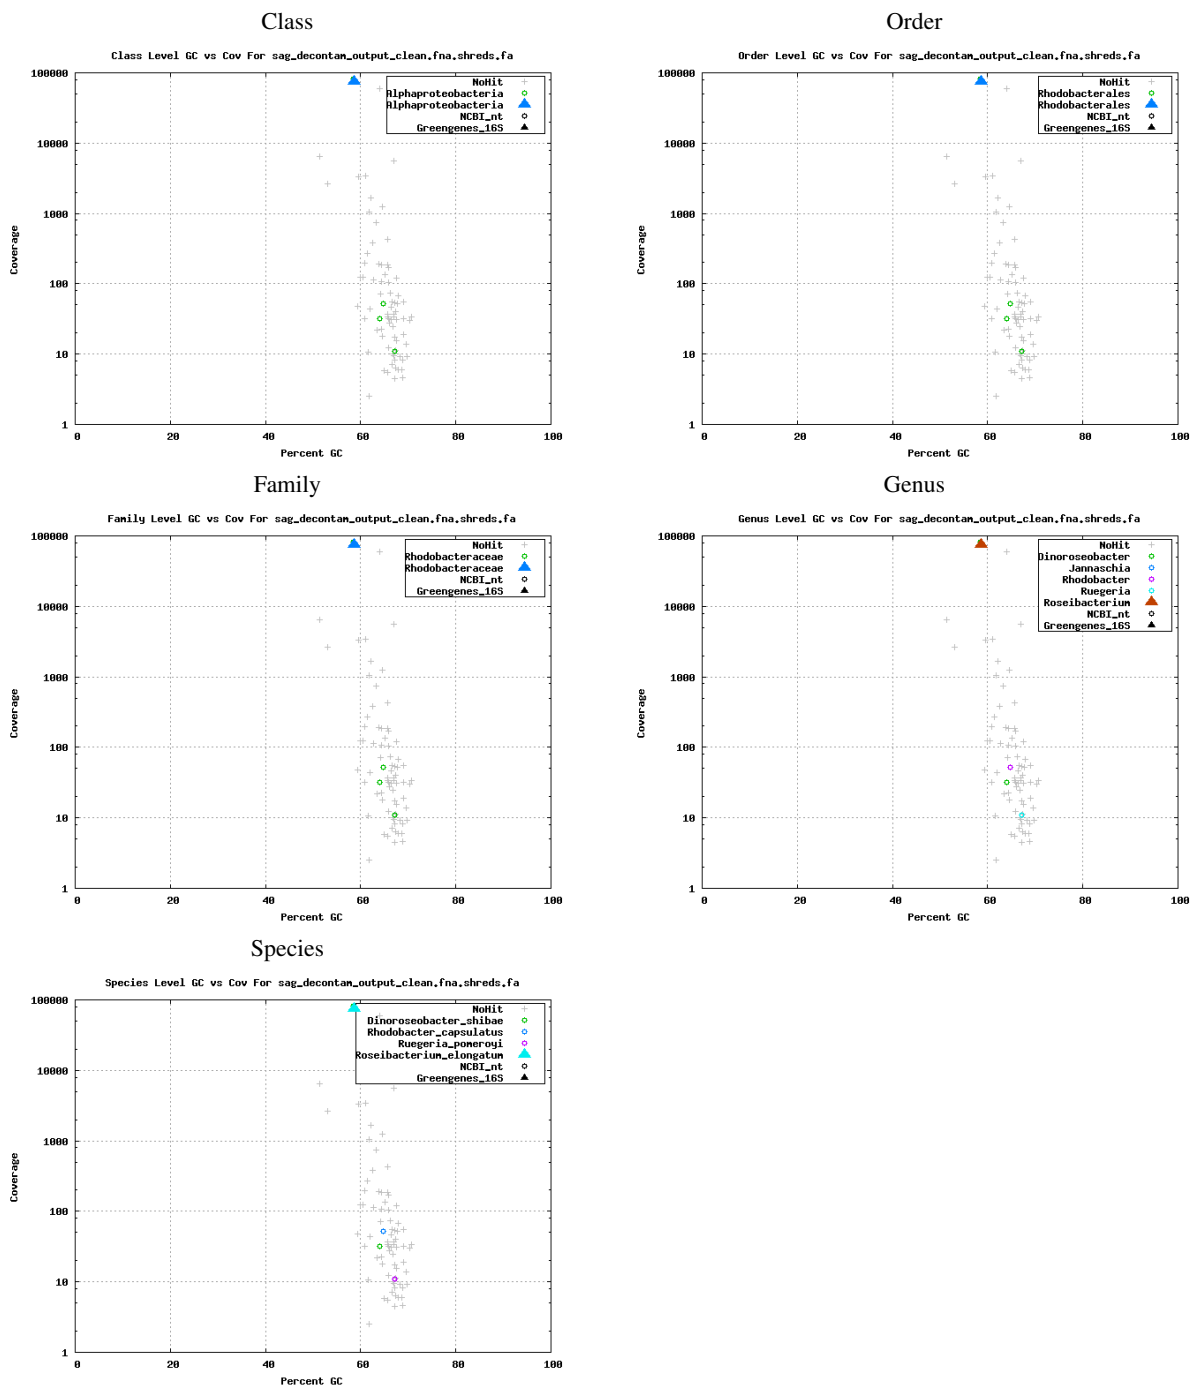 Class
Class Level GC vs Cov For sag_decontam_output_clean.fna.shreds.fa
100000
10000
1000
100
10
1
Coverage
0 20 40 60 80 100
Percent GC
NoHit
Alphaproteobacteria
Alphaproteobacteria
NCBI_nt
Greengenes_16S
Order
Order Level GC vs Cov For sag_decontam_output_clean.fna.shreds.fa
100000
10000
1000
100
10
1
Coverage
0 20 40 60 80 100
Percent GC
NoHit
Rhodobacterales
Rhodobacterales
NCBI_nt
Greengenes_16S
Family
Family Level GC vs Cov For sag_decontam_output_clean.fna.shreds.fa
100000
10000
1000
100
10
1
Coverage
0 20 40 60 80 100
Percent GC
NoHit
Rhodobacteraceae
Rhodobacteraceae
NCBI_nt
Greengenes_16S
Genus
Genus Level GC vs Cov For sag_decontam_output_clean.fna.shreds.fa
100000
10000
1000
100
10
1
Coverage
0 20 40 60 80 100
Percent GC
NoHit
Dinoroseobacter
Jannaschia
Rhodobacter
Ruegeria
Roseibacterium
NCBI_nt
Greengenes_16S
Species
Species Level GC vs Cov For sag_decontam_output_clean.fna.shreds.fa
100000
10000
1000
100
10
1
Coverage
0 20 40 60 80 100
Percent GC
NoHit
Dinoroseobacter_shibae
Rhodobacter_capsulatus
Ruegeria_pomeroyi
Roseibacterium_elongatum
NCBI_nt
Greengenes_16S